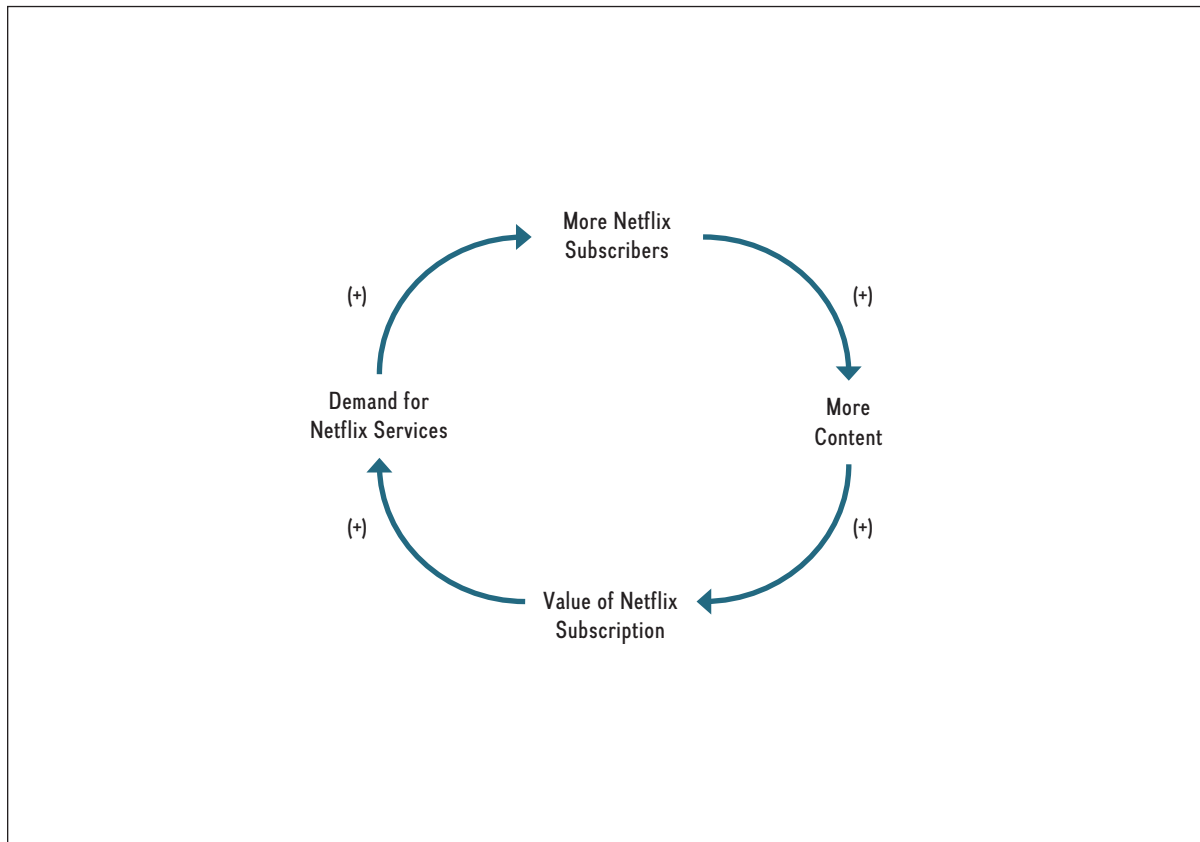 More Netflix
Subscribers
(+)
(+)
Demand for
Netflix Services
More
Content
(+)
(+)
Value of Netflix
Subscription